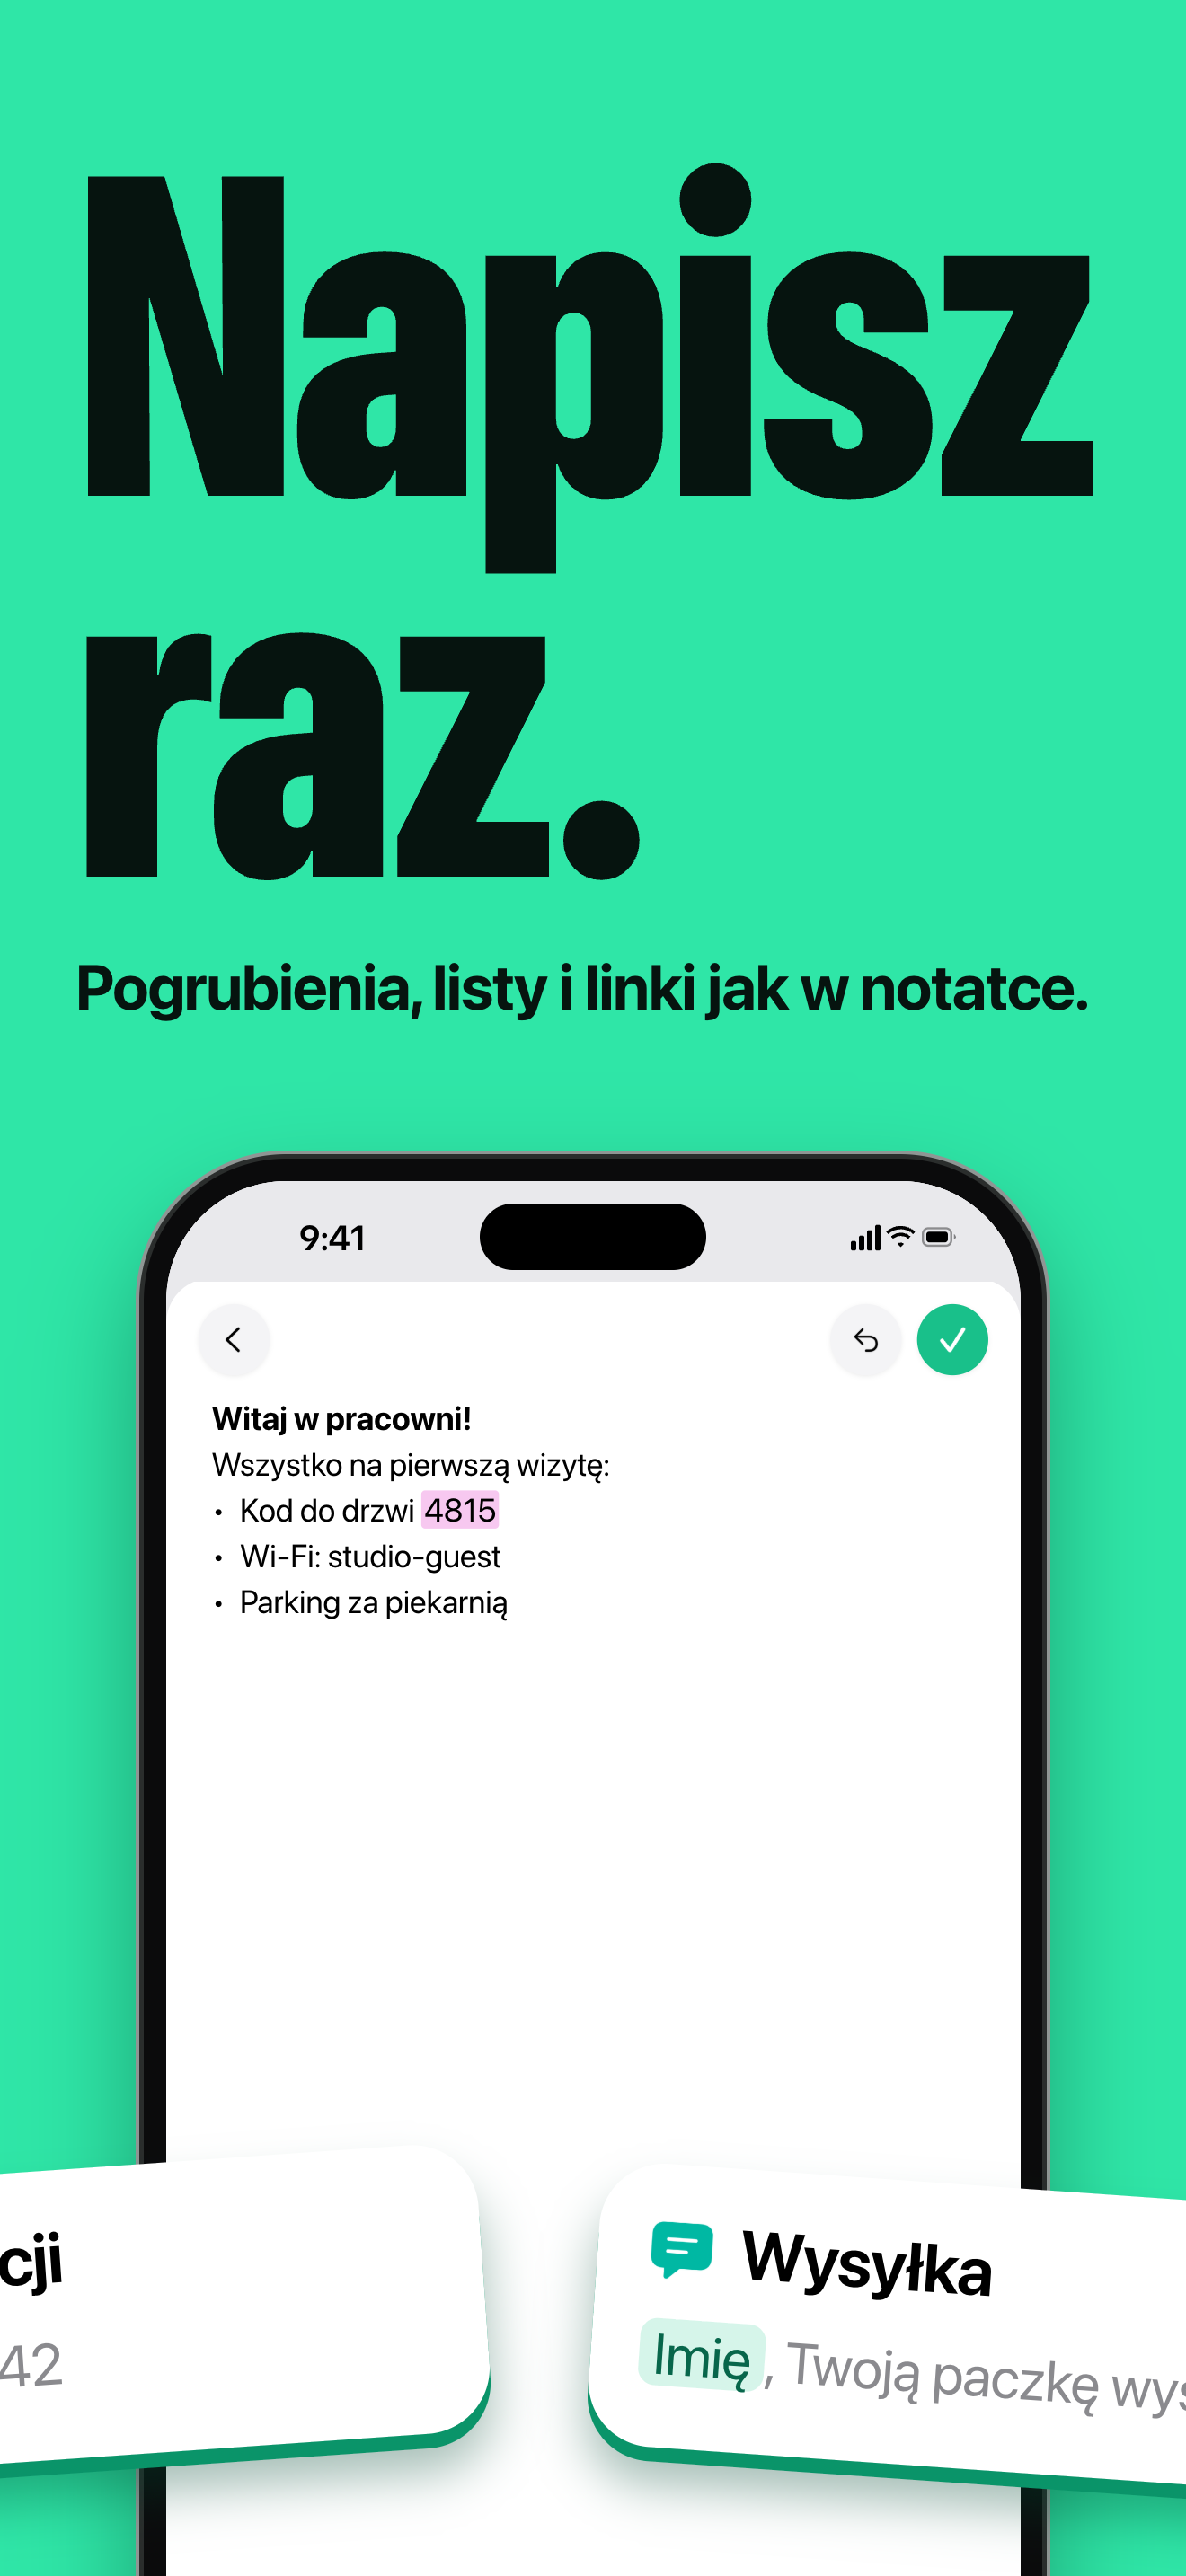 Napisz
raz.
Pogrubienia, listy i linki jak w notatce.
9:41
Witaj w pracowni!
Wszystko na pierwszą wizytę:
• Kod do drzwi 4815
• Wi-Fi: studio-guest
• Parking za piekarnią
cji
42
Wysyłka
Imię, Twoją paczkę wys